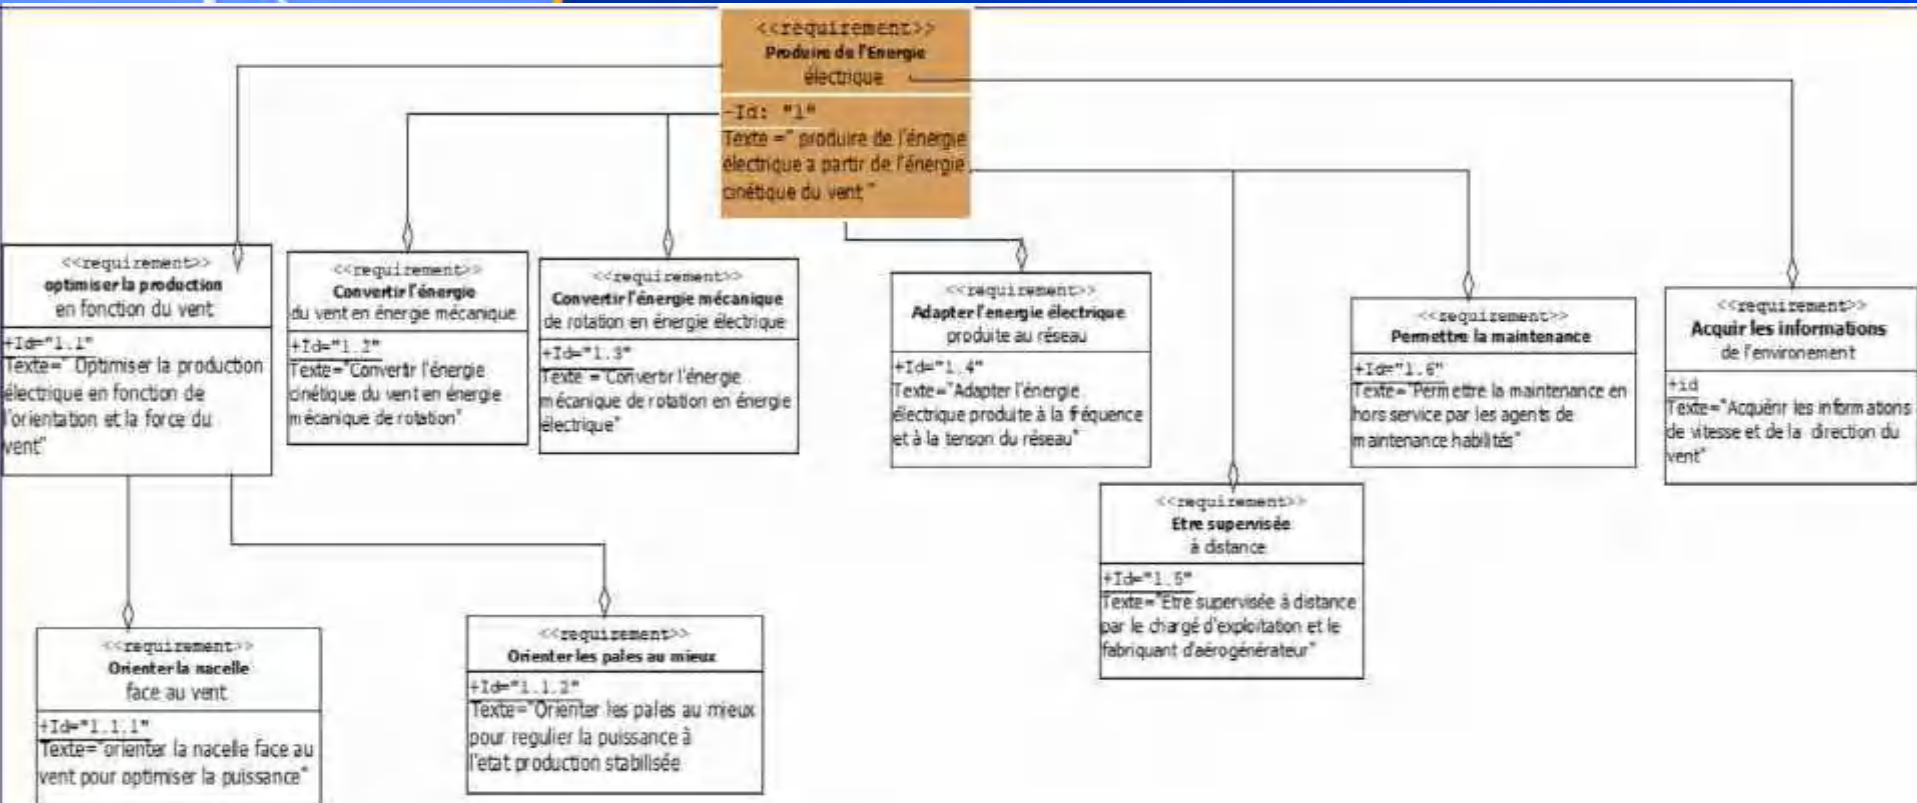 <<requirement>>
Produire de l'Energie
électrique
-Id: "1"
Texte =" produire de l'énergie
électrique a partir de l'énergie
cinétique du vent "
<<requirement>>
optimiser la production
en fonction du vent
+Id="1.1"
Texte=" Optimiser la production
électrique en fonction de
l'orientation et la force du
vent"
<<requirement>>
Convertir l'énergie
du vent en énergie mécanique
+Id="1.2"
Texte="Convertir l'énergie
cinétique du vent en énergie
mécanique de rotation"
<<requirement>>
Convertir l'énergie mécanique
de rotation en énergie électrique
+Id="1.3"
Texte = Convertir l'énergie
mécanique de rotation en énergie
électrique"
<<requirement>>
Adapter l'energie électrique
produite au réseau
+Id="1.4"
Texte="Adapter l'énergie
électrique produite à la fréquence
et à la tenson du réseau"
<<requirement>>
Permettre la maintenance
+Id="1.6"
Texte="Permettre la maintenance en
hors service par les agents de
maintenance habilités"
<<requirement>>
Acquir les informations
de l'environement
+id
Texte="Acquérir les informations
de vitesse et de la direction du
vent"
<<requirement>>
Etre supervisée
à distance
+Id="1.5"
Texte="Etre supervisée à distance
par le chargé d'exploitation et le
fabriquant d'aérogénérateur"
<<requirement>>
Orienter la nacelle
face au vent
+Id="1.1.1"
Texte="orienter la nacelle face au
vent pour optimiser la puissance"
<<requirement>>
Orienter les pales au mieux
+Id="1.1.2"
Texte="Orienter les pales au mieux
pour regulier la puissance à
l'etat production stabilisée